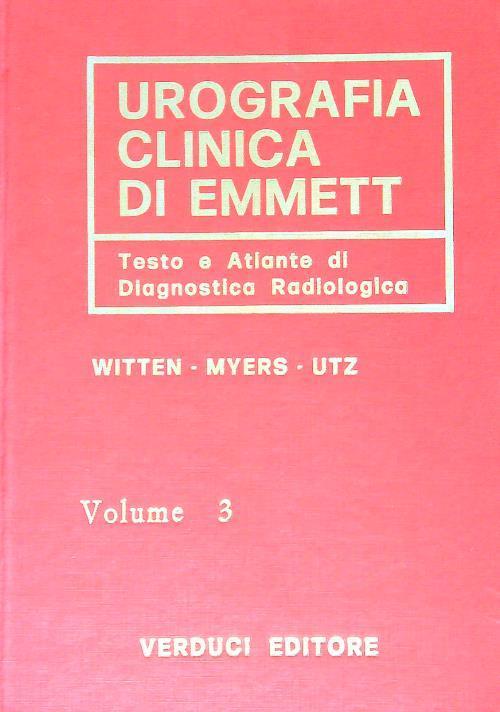 UROGRAFIA
CLINICA
DI EMMETT
Testo e Atlante di
Diagnostica Radiologica
WITTEN - MYERS - UTZ
Volume 3
VERDUCI EDITORE